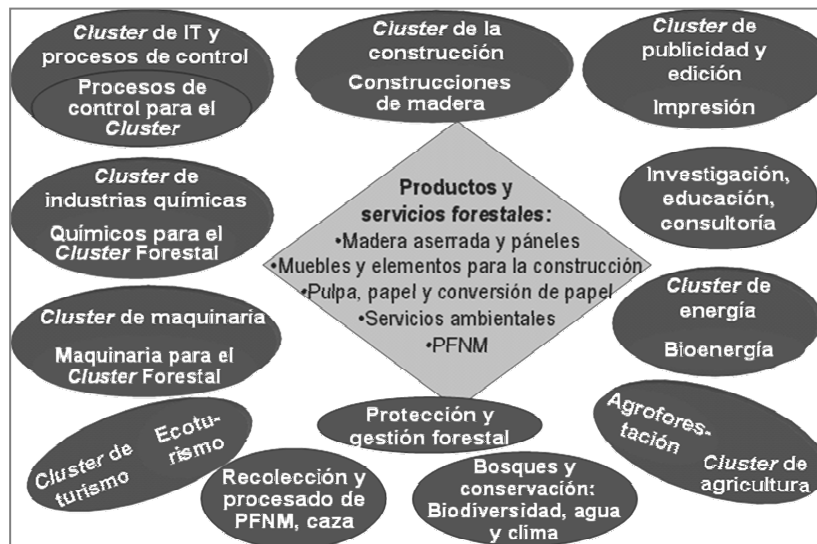 Cluster de IT y
procesos de control
Procesos de
control para el
Cluster
Cluster de la
construcción
Construcciones
de madera
Cluster de
publicidad y
edición
Impresión
Cluster de
industrias químicas
Químicos para el
Cluster Forestal
Productos y
servicios forestales:
•Madera aserrada y páneles
•Muebles y elementos para la construcción
•Pulpa, papel y conversión de papel
•Servicios ambientales
•PFNM
Investigación,
educación,
consultoría
Cluster de maquinaria
Maquinaria para el
Cluster Forestal
Cluster de
energía
Bioenergía
Cluster de
turismo
Ecotu-
rismo
Protección y
gestión forestal
Agrofores-
tación
Cluster de
agricultura
Recolección y
procesado de
PFNM, caza
Bosques y
conservación:
Biodiversidad, agua
y clima